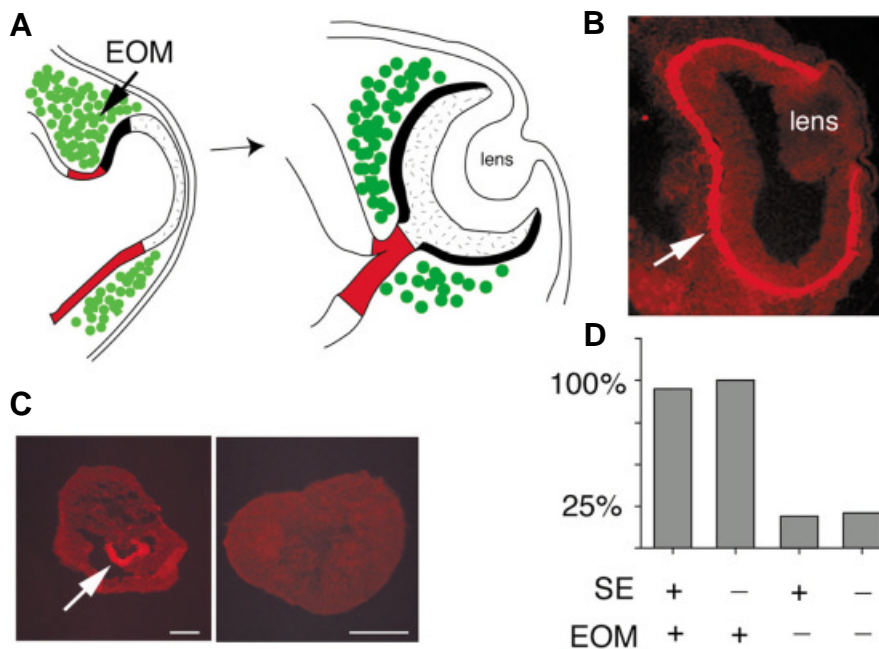 A
EOM
lens
B
lens
C
D
100%
25%
SE + – + –
EOM + + – –